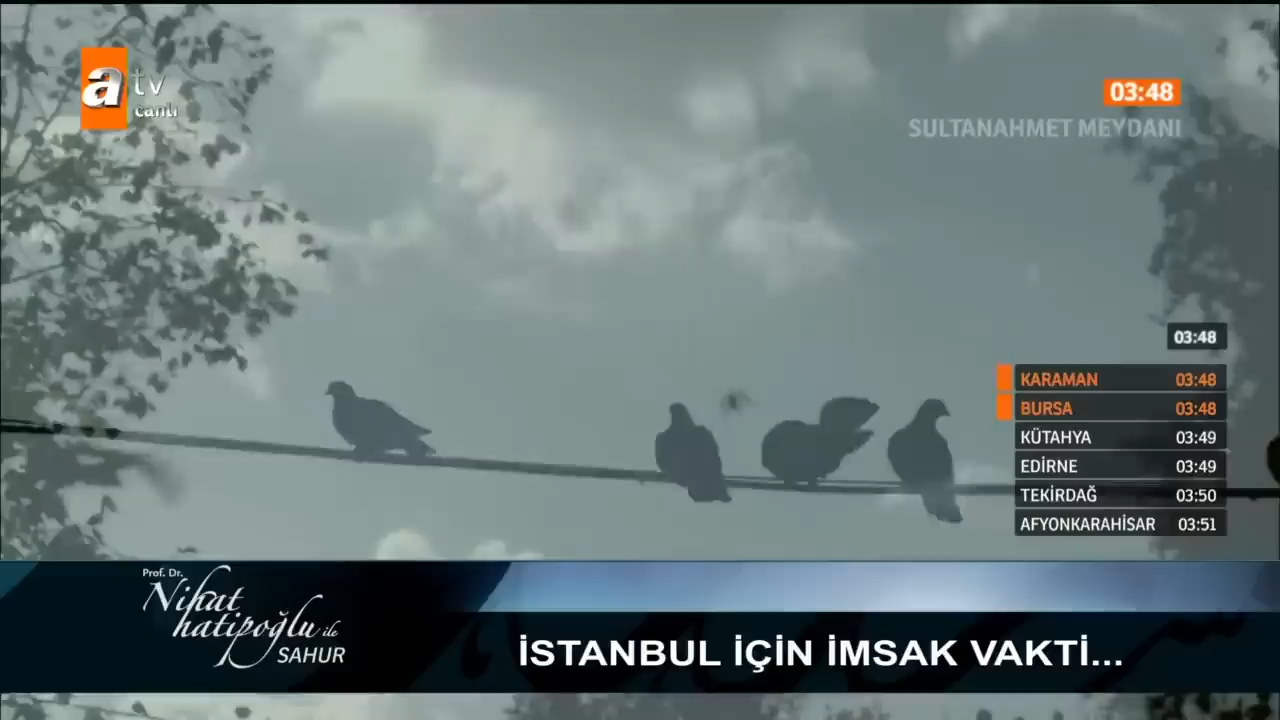 a tv
canlı
03:48
SULTANAHMET MEYDANI
03:48
KARAMAN 03:48
BURSA 03:48
KÜTAHYA 03:49
EDİRNE 03:49
TEKİRDAĞ 03:50
AFYONKARAHİSAR 03:51
Prof. Dr.
Nihat
hatipoğlu ile
SAHUR
İSTANBUL İÇİN İMSAK VAKTİ...